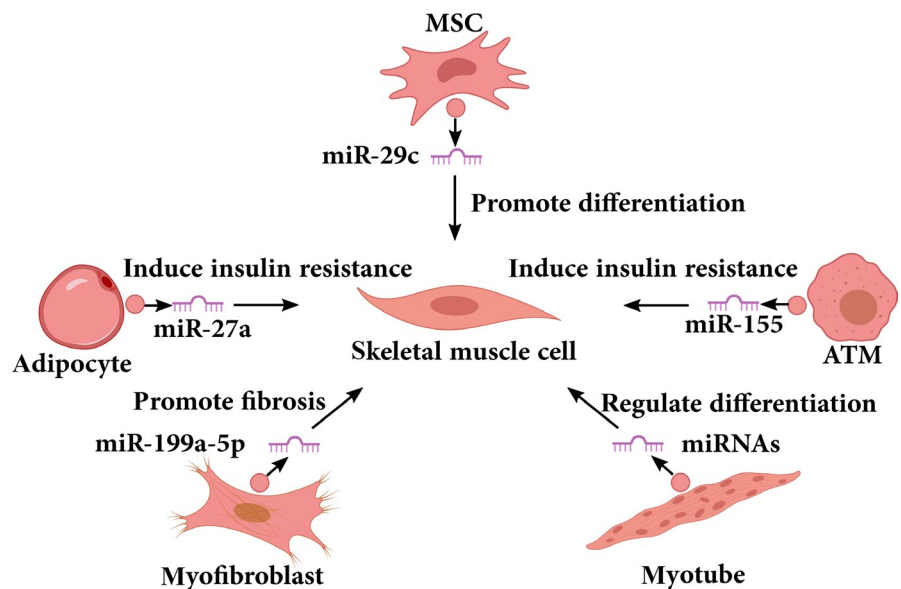 MSC
miR-29c
Promote differentiation
Induce insulin resistance
Induce insulin resistance
miR-27a
miR-155
Adipocyte
Skeletal muscle cell
ATM
Promote fibrosis
Regulate differentiation
miR-199a-5p
miRNAs
Myofibroblast
Myotube